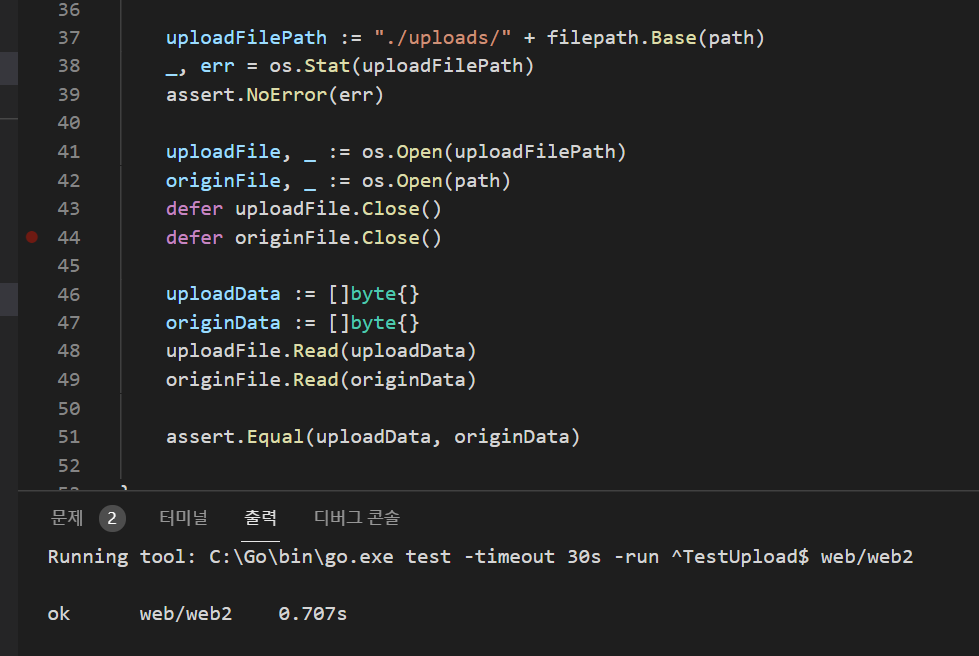 36
37 uploadFilePath := "./uploads/" + filepath.Base(path)
38 _, err = os.Stat(uploadFilePath)
39 assert.NoError(err)
40
41 uploadFile, _ := os.Open(uploadFilePath)
42 originFile, _ := os.Open(path)
43 defer uploadFile.Close()
44 defer originFile.Close()
45
46 uploadData := []byte{}
47 originData := []byte{}
48 uploadFile.Read(uploadData)
49 originFile.Read(originData)
50
51 assert.Equal(uploadData, originData)
52
문제 2 터미널 출력 디버그 콘솔
Running tool: C:\Go\bin\go.exe test -timeout 30s -run ^TestUpload$ web/web2
ok web/web2 0.707s